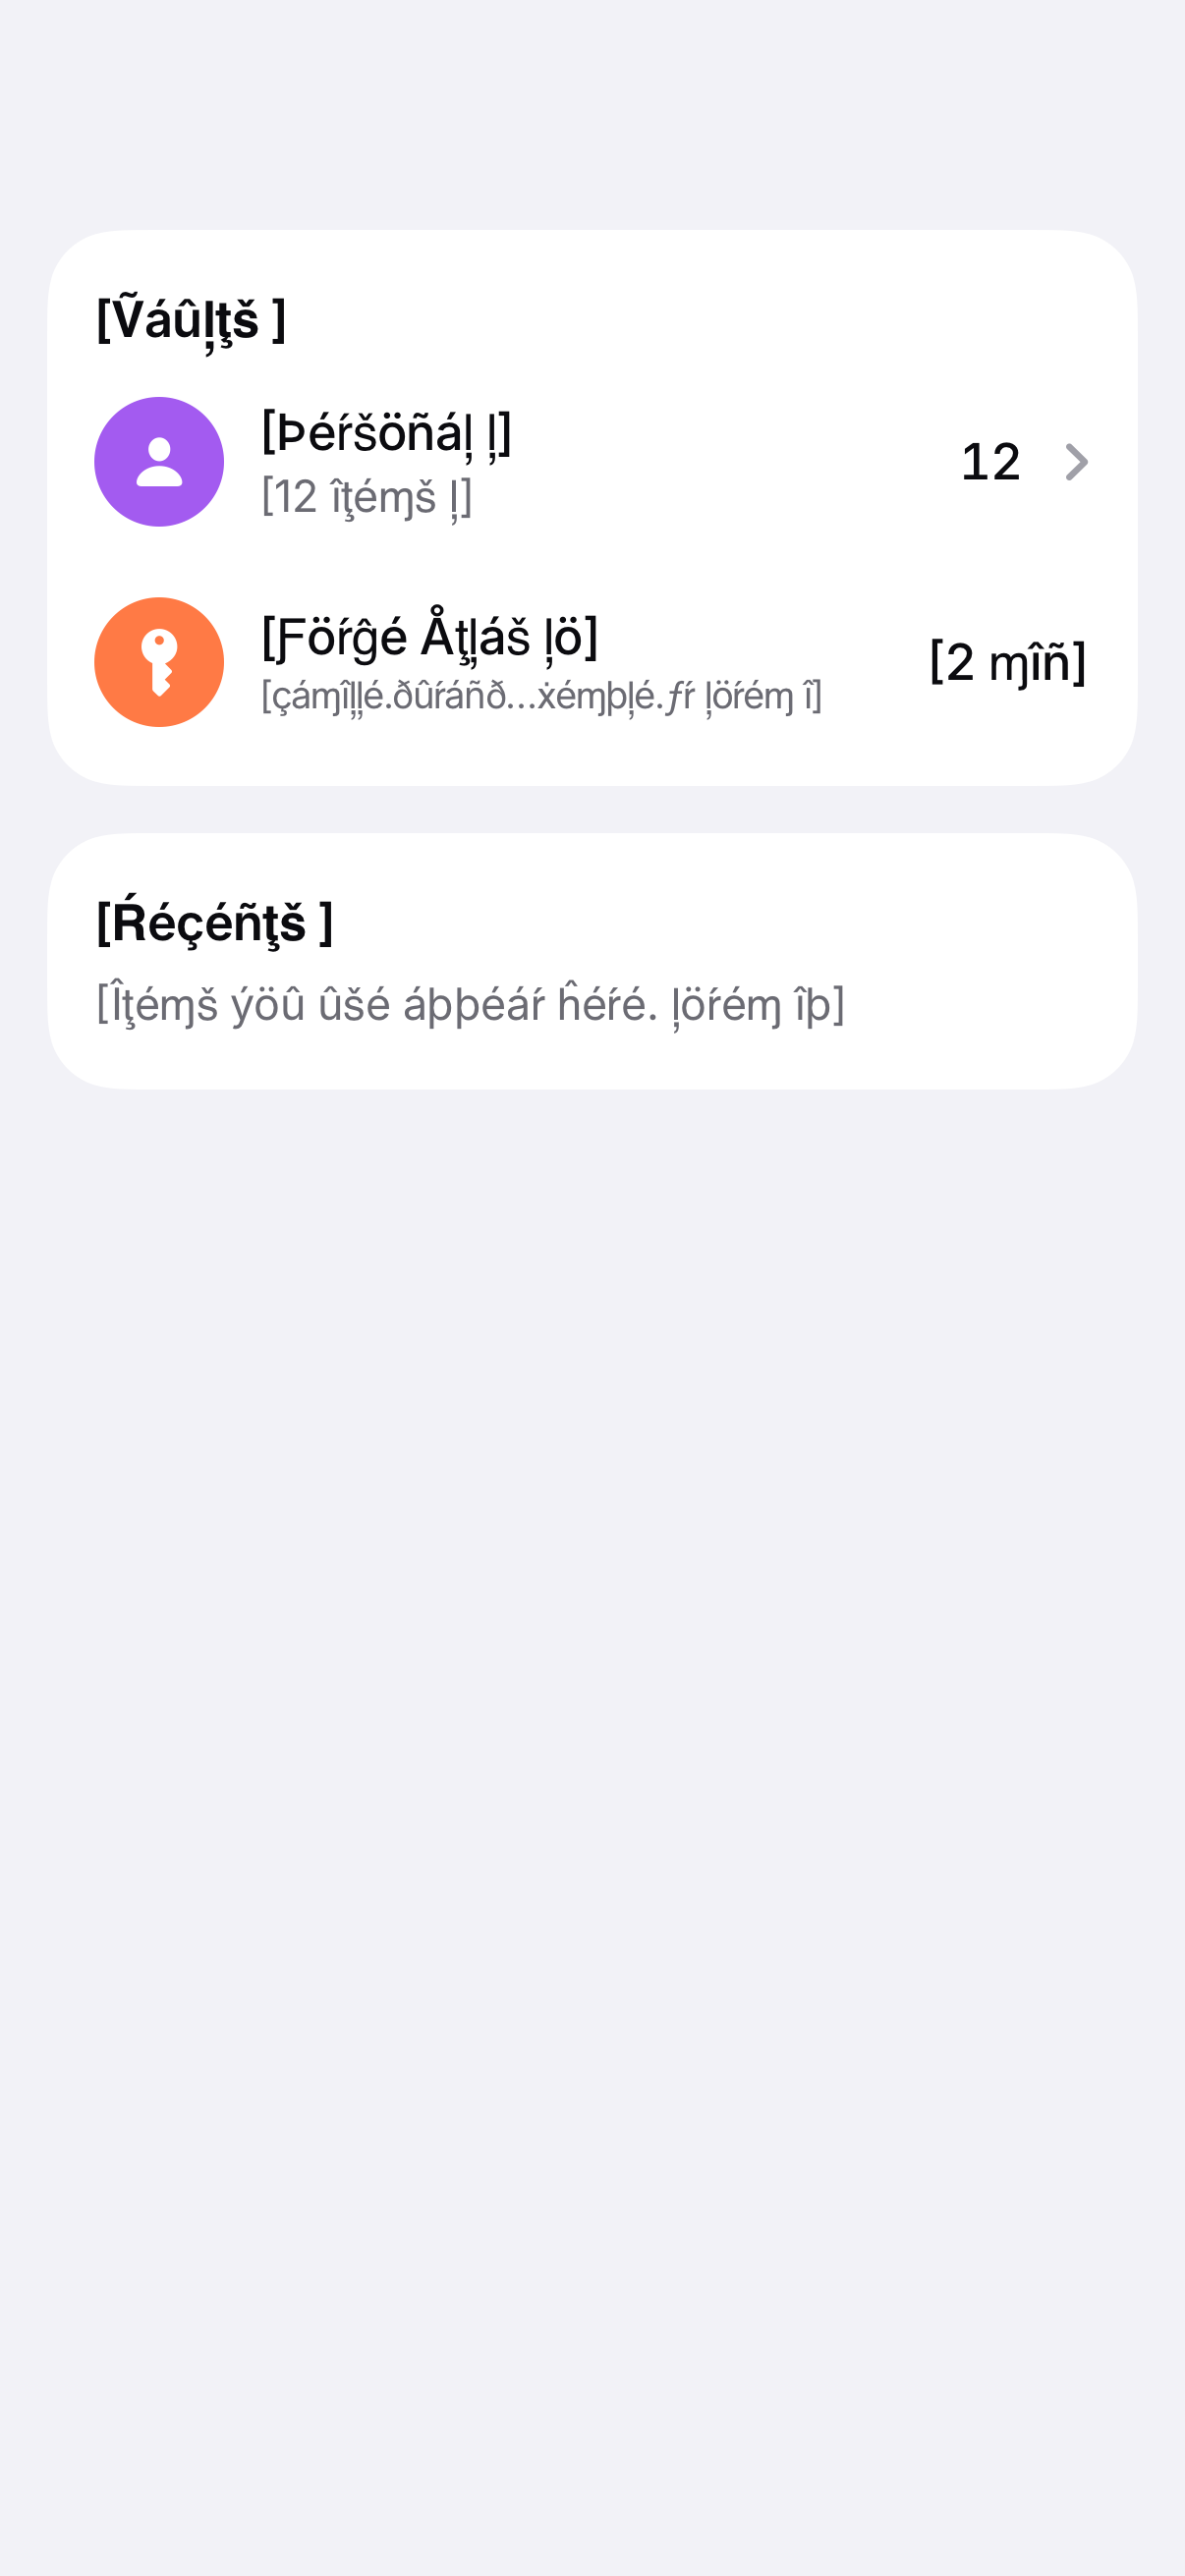 [Ṽáûļţš ]
[Þéŕšöñáļ ļ]
[12 îţéɱš ļ]
12
[Ƒöŕĝé Åţļáš ļö]
[çáɱîļļé.ðûŕáñð…ẋéɱþļé.ƒŕ ļöŕéɱ î]
[2 ɱîñ]
[Ŕéçéñţš ]
[Îţéɱš ýöû ûšé áþþéáŕ ĥéŕé. ļöŕéɱ îþ]